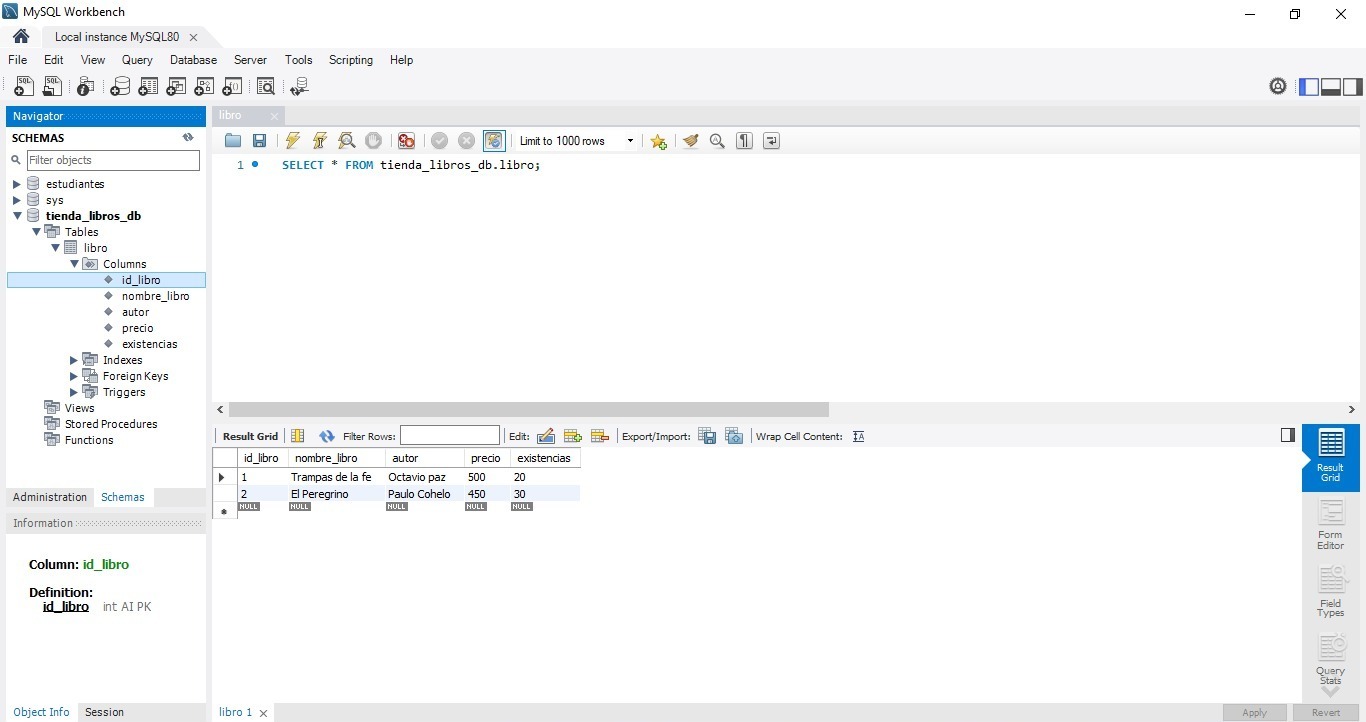 MySQL Workbench
Local instance MySQL80
File Edit View Query Database Server Tools Scripting Help
Navigator
SCHEMAS
Filter objects
estudiantes
sys
tienda_libros_db
Tables
libro
Columns
id_libro
nombre_libro
autor
precio
existencias
Indexes
Foreign Keys
Triggers
Views
Stored Procedures
Functions
Administration Schemas
Information
Column: id_libro
Definition:
id_libro int AI PK
Object Info Session
libro
Limit to 1000 rows
1 SELECT * FROM tienda_libros_db.libro;
Result Grid Filter Rows: Edit: Export/Import: Wrap Cell Content: IA
id_libro nombre_libro autor precio existencias
1 Trampas de la fe Octavio paz 500 20
2 El Peregrino Paulo Cohelo 450 30
NULL NULL NULL NULL NULL
Result
Grid
Form
Editor
Field
Types
Query
Stats
libro 1
Apply Revert